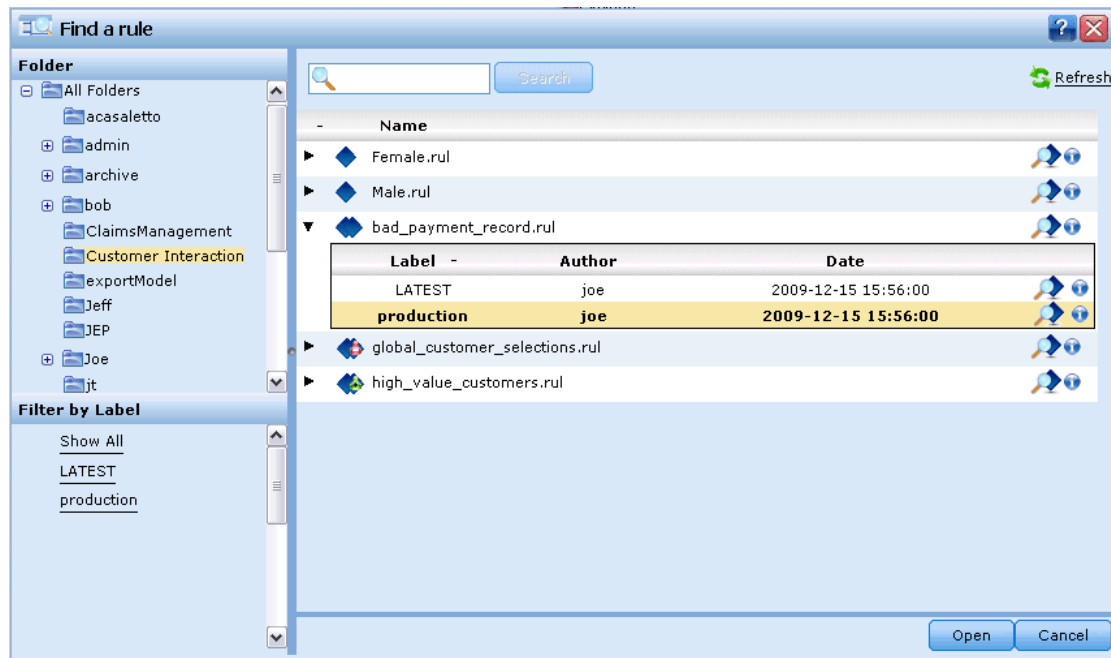 Find a rule
?
Folder
All Folders
acasaletto
admin
archive
bob
ClaimsManagement
Customer Interaction
exportModel
Jeff
JEP
Joe
jt
Filter by Label
Show All
LATEST
production
Search
Refresh
- Name
Female.rul
Male.rul
bad_payment_record.rul
Label - Author Date
LATEST joe 2009-12-15 15:56:00
production joe 2009-12-15 15:56:00
global_customer_selections.rul
high_value_customers.rul
Open Cancel